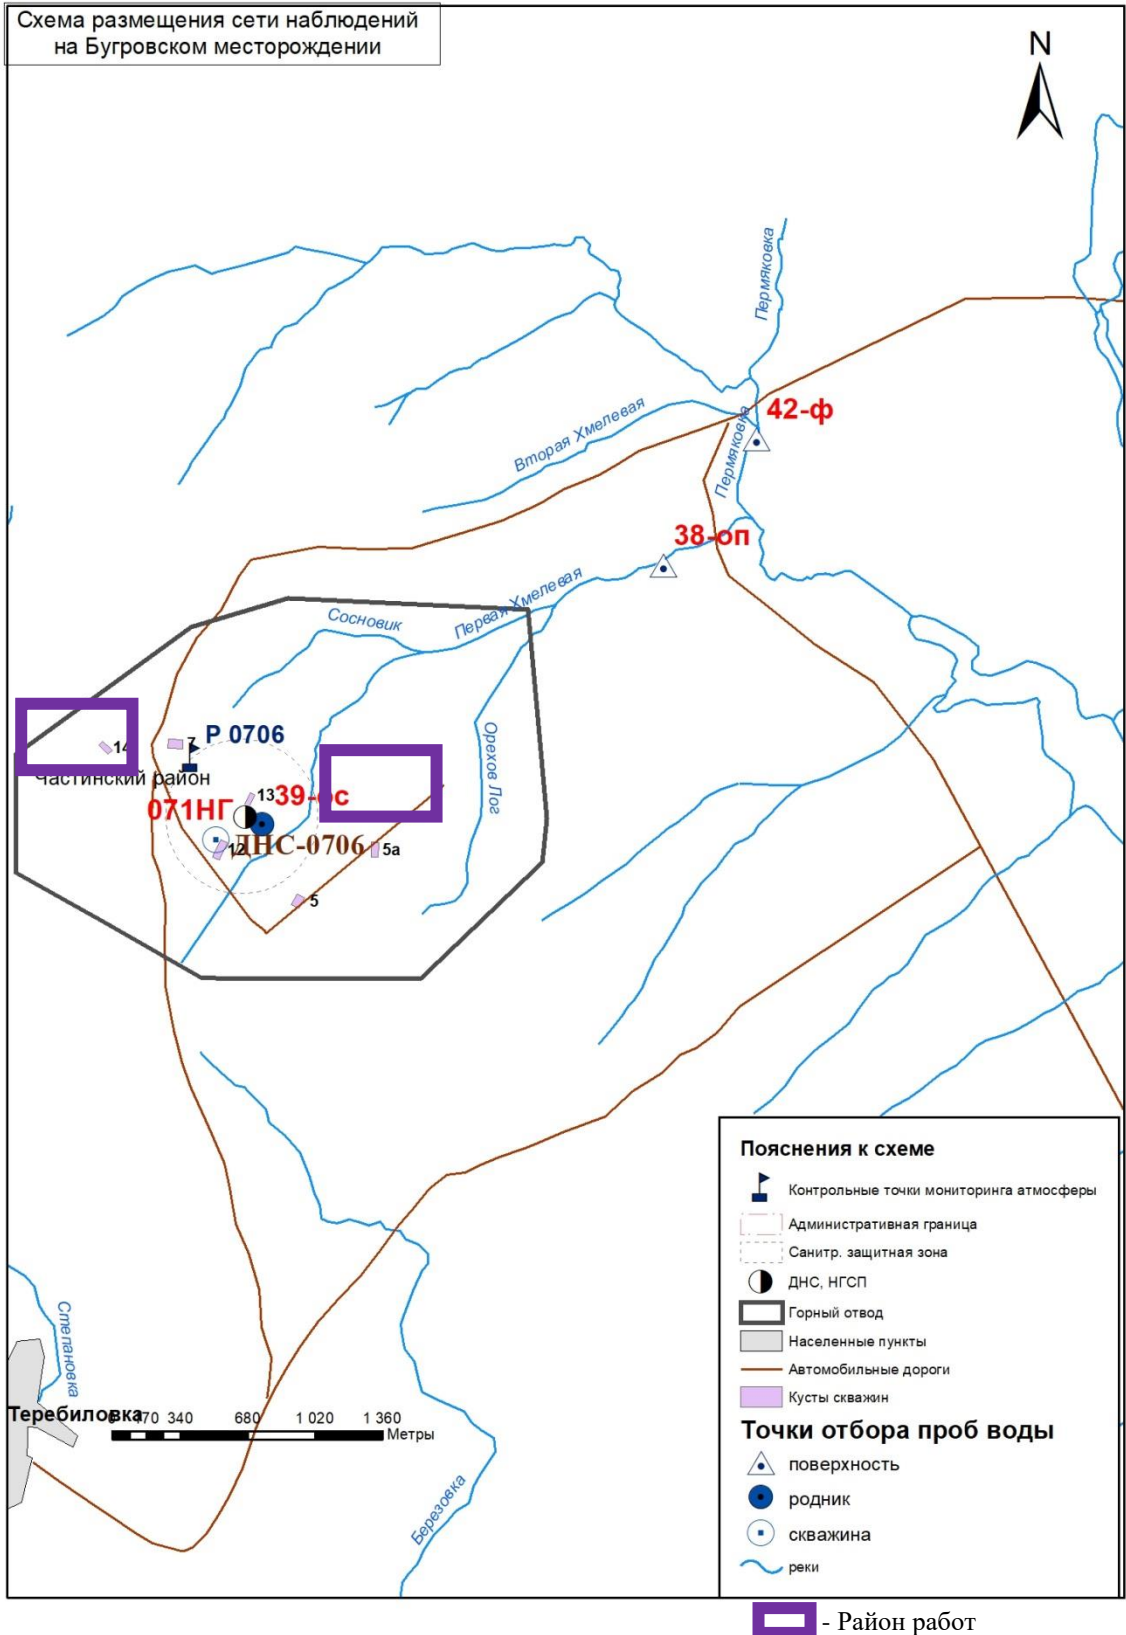 Схема размещения сети наблюдений
на Бугровском месторождении
N
Пермяковка
42-ф
Вторая Хмелевая
Пермяковка
38-оп
Первая Хмелевая
Сосновик
Орехов Лог
14
7
Р 0706
Частинский район
13
39-ос
071НГ
12
ДНС-0706
5а
5
Степановка
Теребиловка
0 170 340 680 1 020 1 360
Метры
Березовка
Пояснения к схеме
Контрольные точки мониторинга атмосферы
Административная граница
Санитр. защитная зона
ДНС, НГСП
Горный отвод
Населенные пункты
Автомобильные дороги
Кусты скважин
Точки отбора проб воды
поверхность
родник
скважина
реки
- Район работ